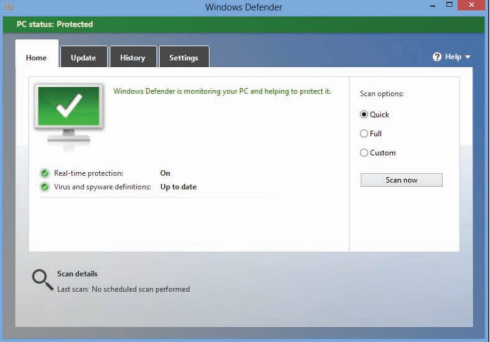 Windows Defender
PC status: Protected
Home
Update
History
Settings
Help
Windows Defender is monitoring your PC and helping to protect it.
Real-time protection: On
Virus and spyware definitions: Up to date
Scan options:
Quick
Full
Custom
Scan now
Scan details
Last scan: No scheduled scan performed